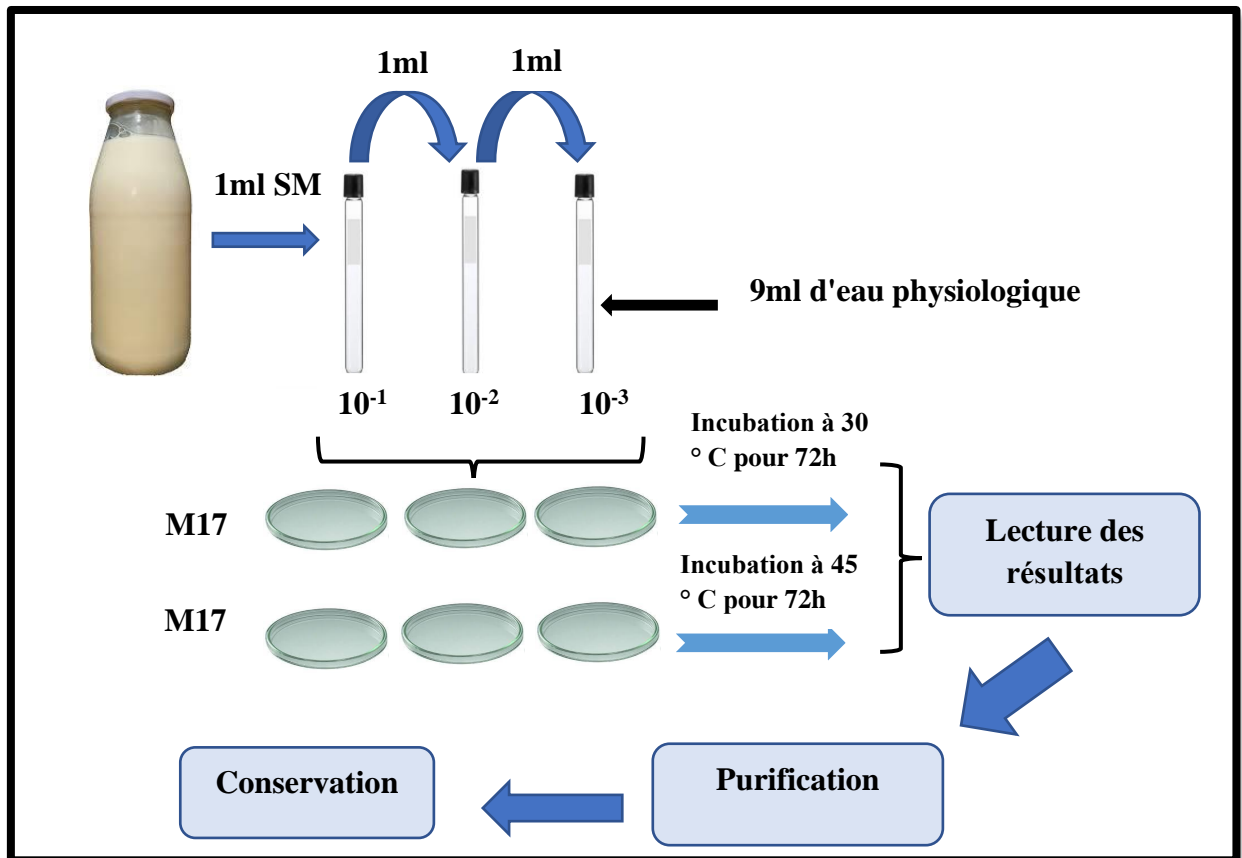 1ml 1ml
1ml SM
9ml d'eau physiologique
10⁻¹ 10⁻² 10⁻³
Incubation à 30
° C pour 72h
M17
Lecture des
résultats
Incubation à 45
° C pour 72h
M17
Conservation
Purification